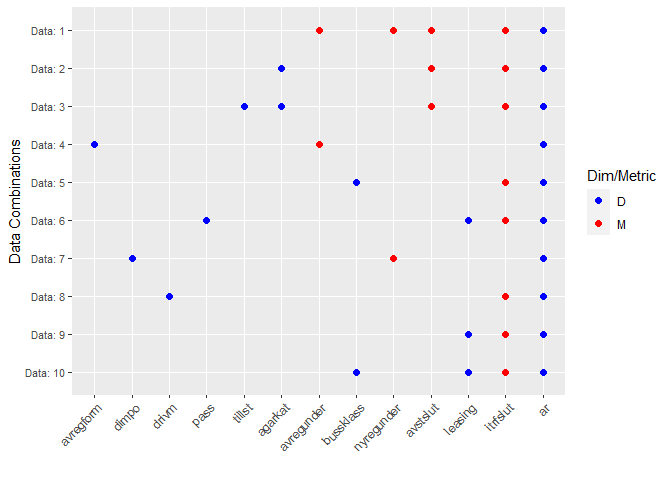 Data Combinations
Data: 1
Data: 2
Data: 3
Data: 4
Data: 5
Data: 6
Data: 7
Data: 8
Data: 9
Data: 10
avregform
dimpo
drivm
pass
tillst
agarkat
avregunder
bussklass
nyregunder
avstslut
leasing
itrfslut
ar
Dim/Metric
D
M